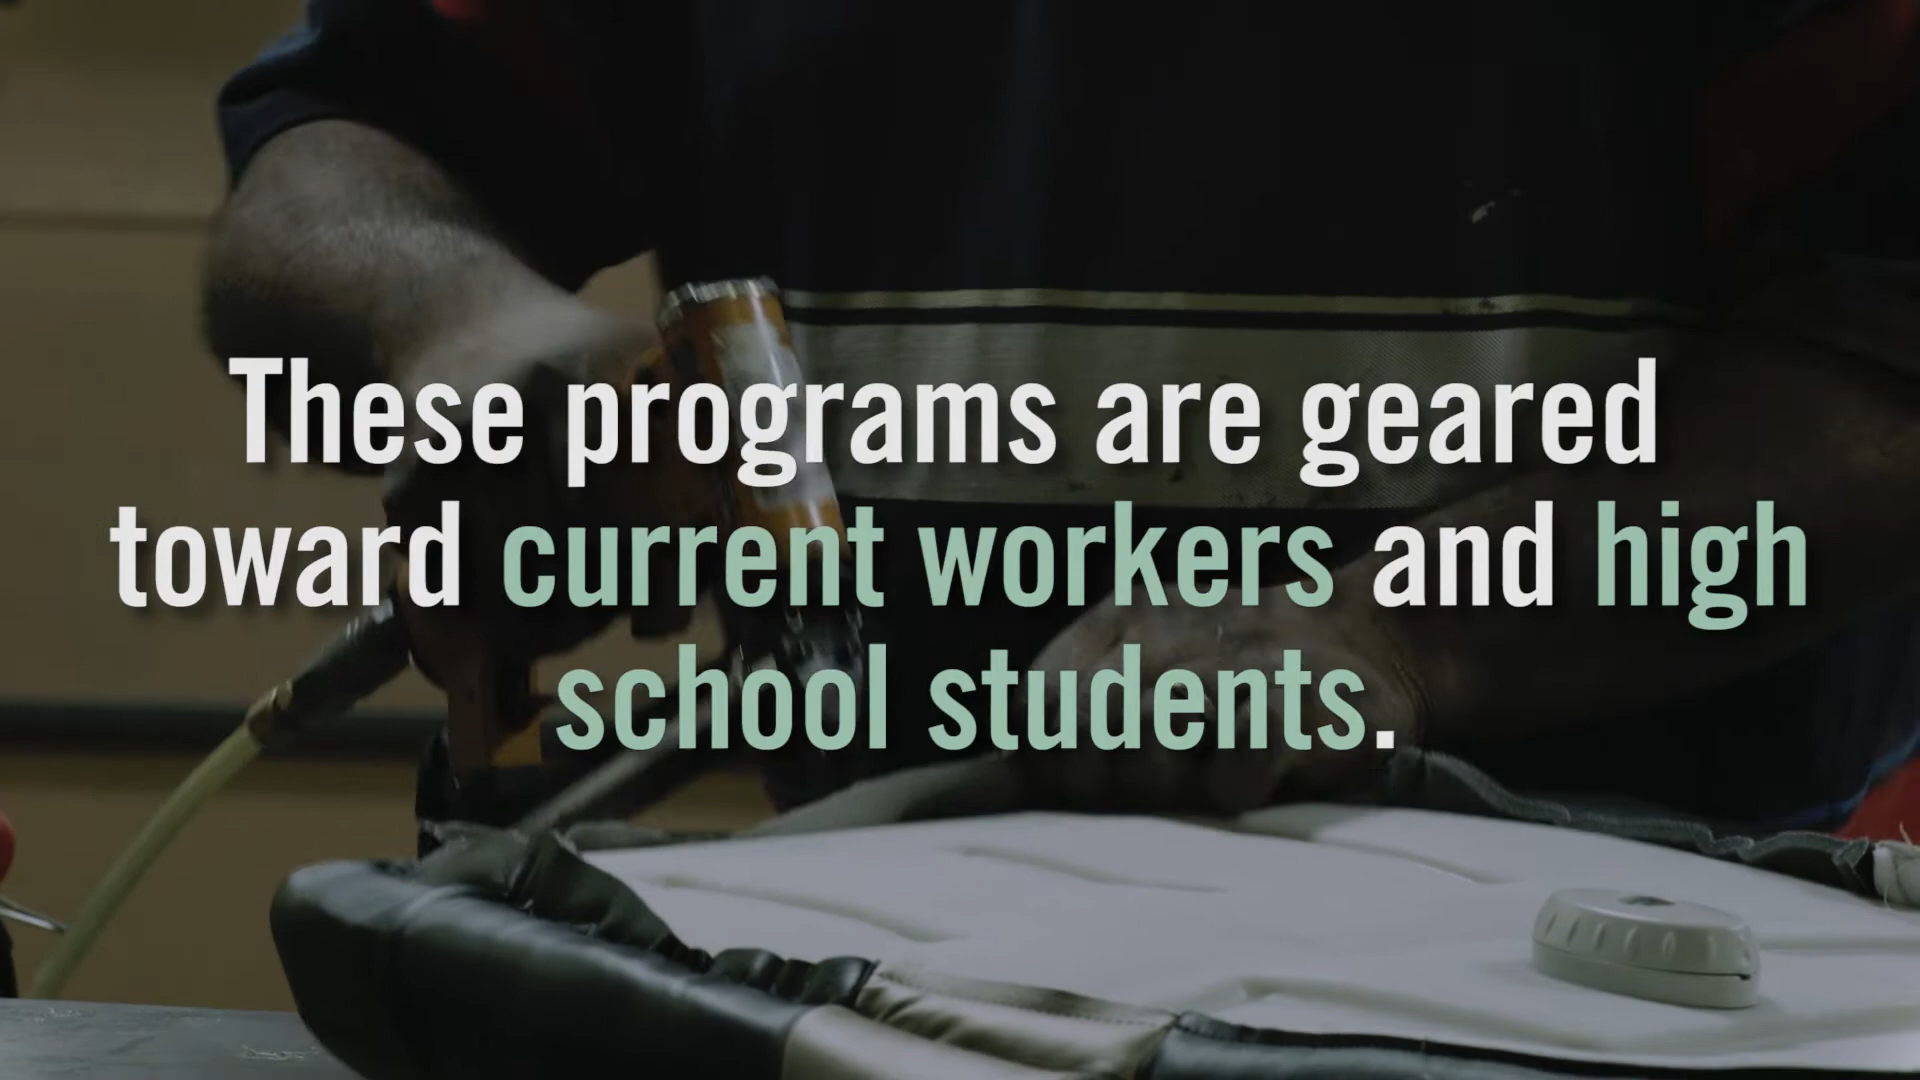 These programs are geared
toward current workers and high
school students.